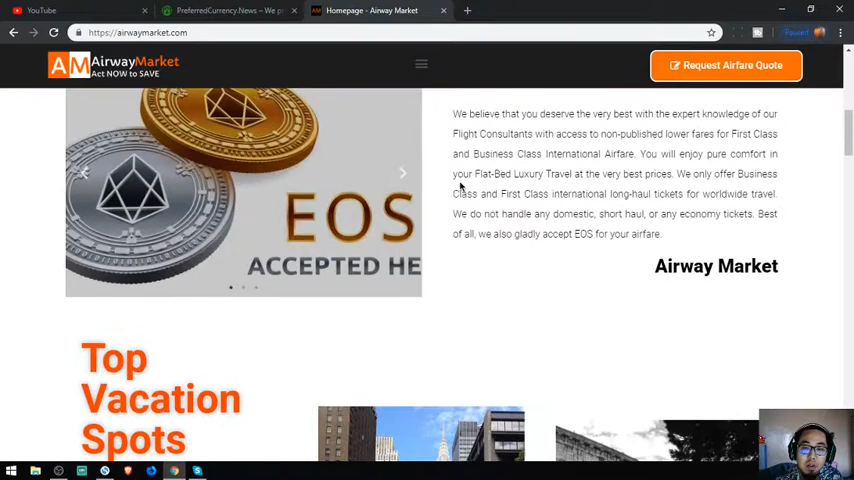 YouTube
PreferredCurrency.News – We pr
Homepage - Airway Market
https://airwaymarket.com
Paused
AM AirwayMarket
Act NOW to SAVE
Request Airfare Quote
We believe that you deserve the very best with the expert knowledge of our
Flight Consultants with access to non-published lower fares for First Class
and Business Class International Airfare. You will enjoy pure comfort in
your Flat-Bed Luxury Travel at the very best prices. We only offer Business
Class and First Class international long-haul tickets for worldwide travel.
We do not handle any domestic, short haul, or any economy tickets. Best
of all, we also gladly accept EOS for your airfare.
Airway Market
EOS
ACCEPTED HE
Top
Vacation
Spots